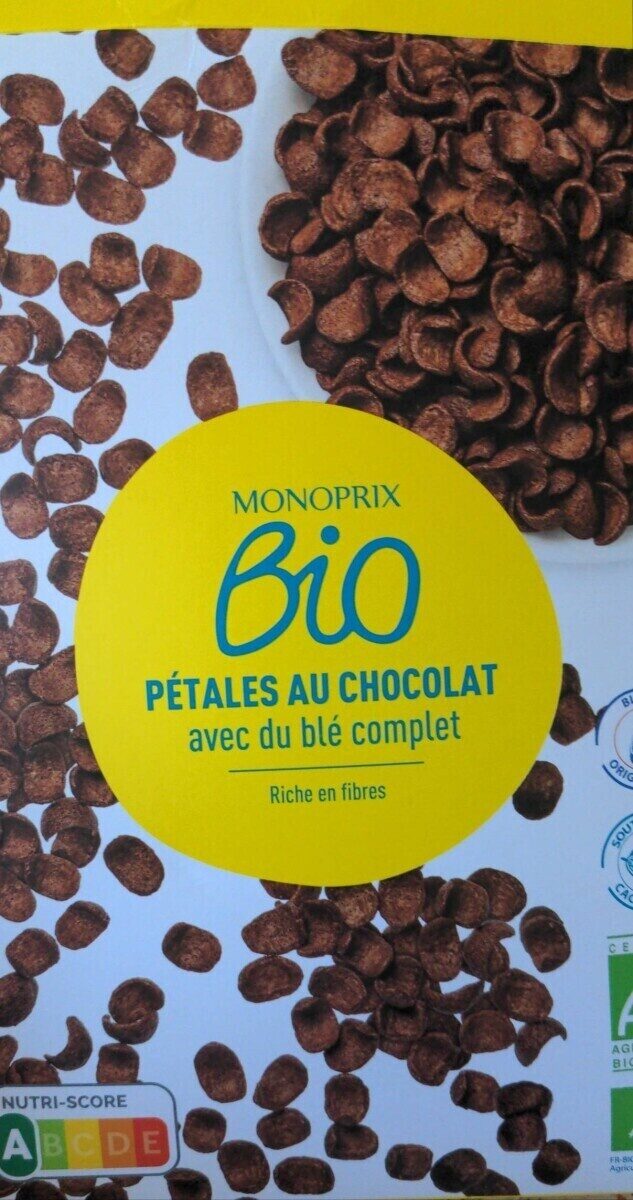 MONOPRIX
Bio
PÉTALES AU CHOCOLAT
avec du blé complet
Riche en fibres
NUTRI-SCORE
A B C D E